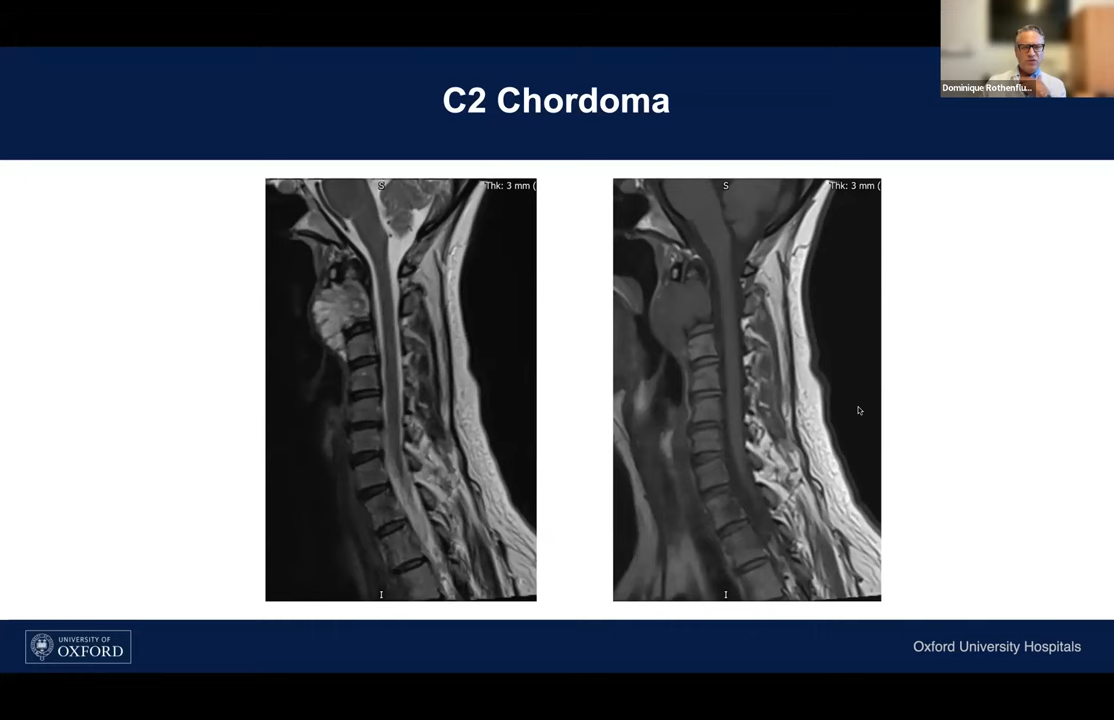 C2 Chordoma
Dominique Rothenflu...
S
Thk: 3 mm (
S
Thk: 3 mm (
I
I
UNIVERSITY OF
OXFORD
Oxford University Hospitals